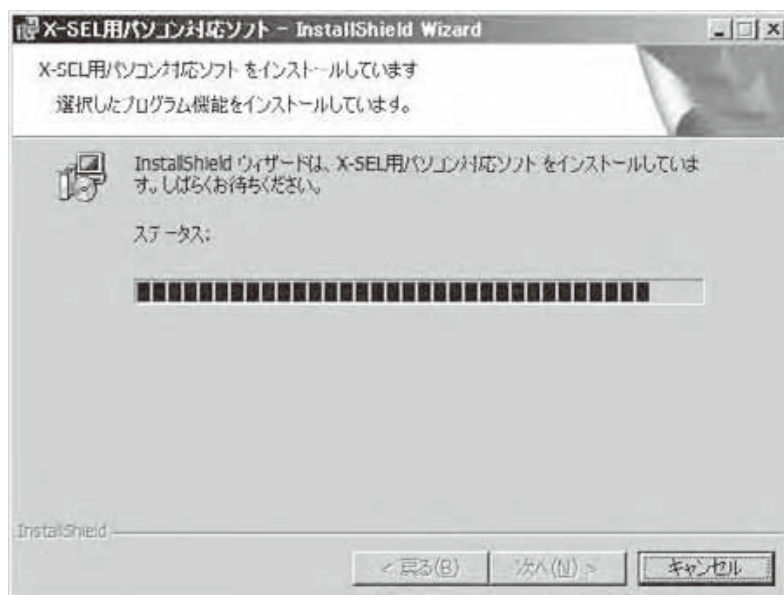 X-SEL用パソコン対応ソフト - InstallShield Wizard
X-SEL用パソコン対応ソフト をインストールしています
選択したプログラム機能をインストールしています。
InstallShield ウィザードは、X-SEL用パソコン対応ソフト をインストールしていま
す。しばらくお待ちください。
ステータス:
InstallShield
< 戻る(B)
次へ(N) >
キャンセル